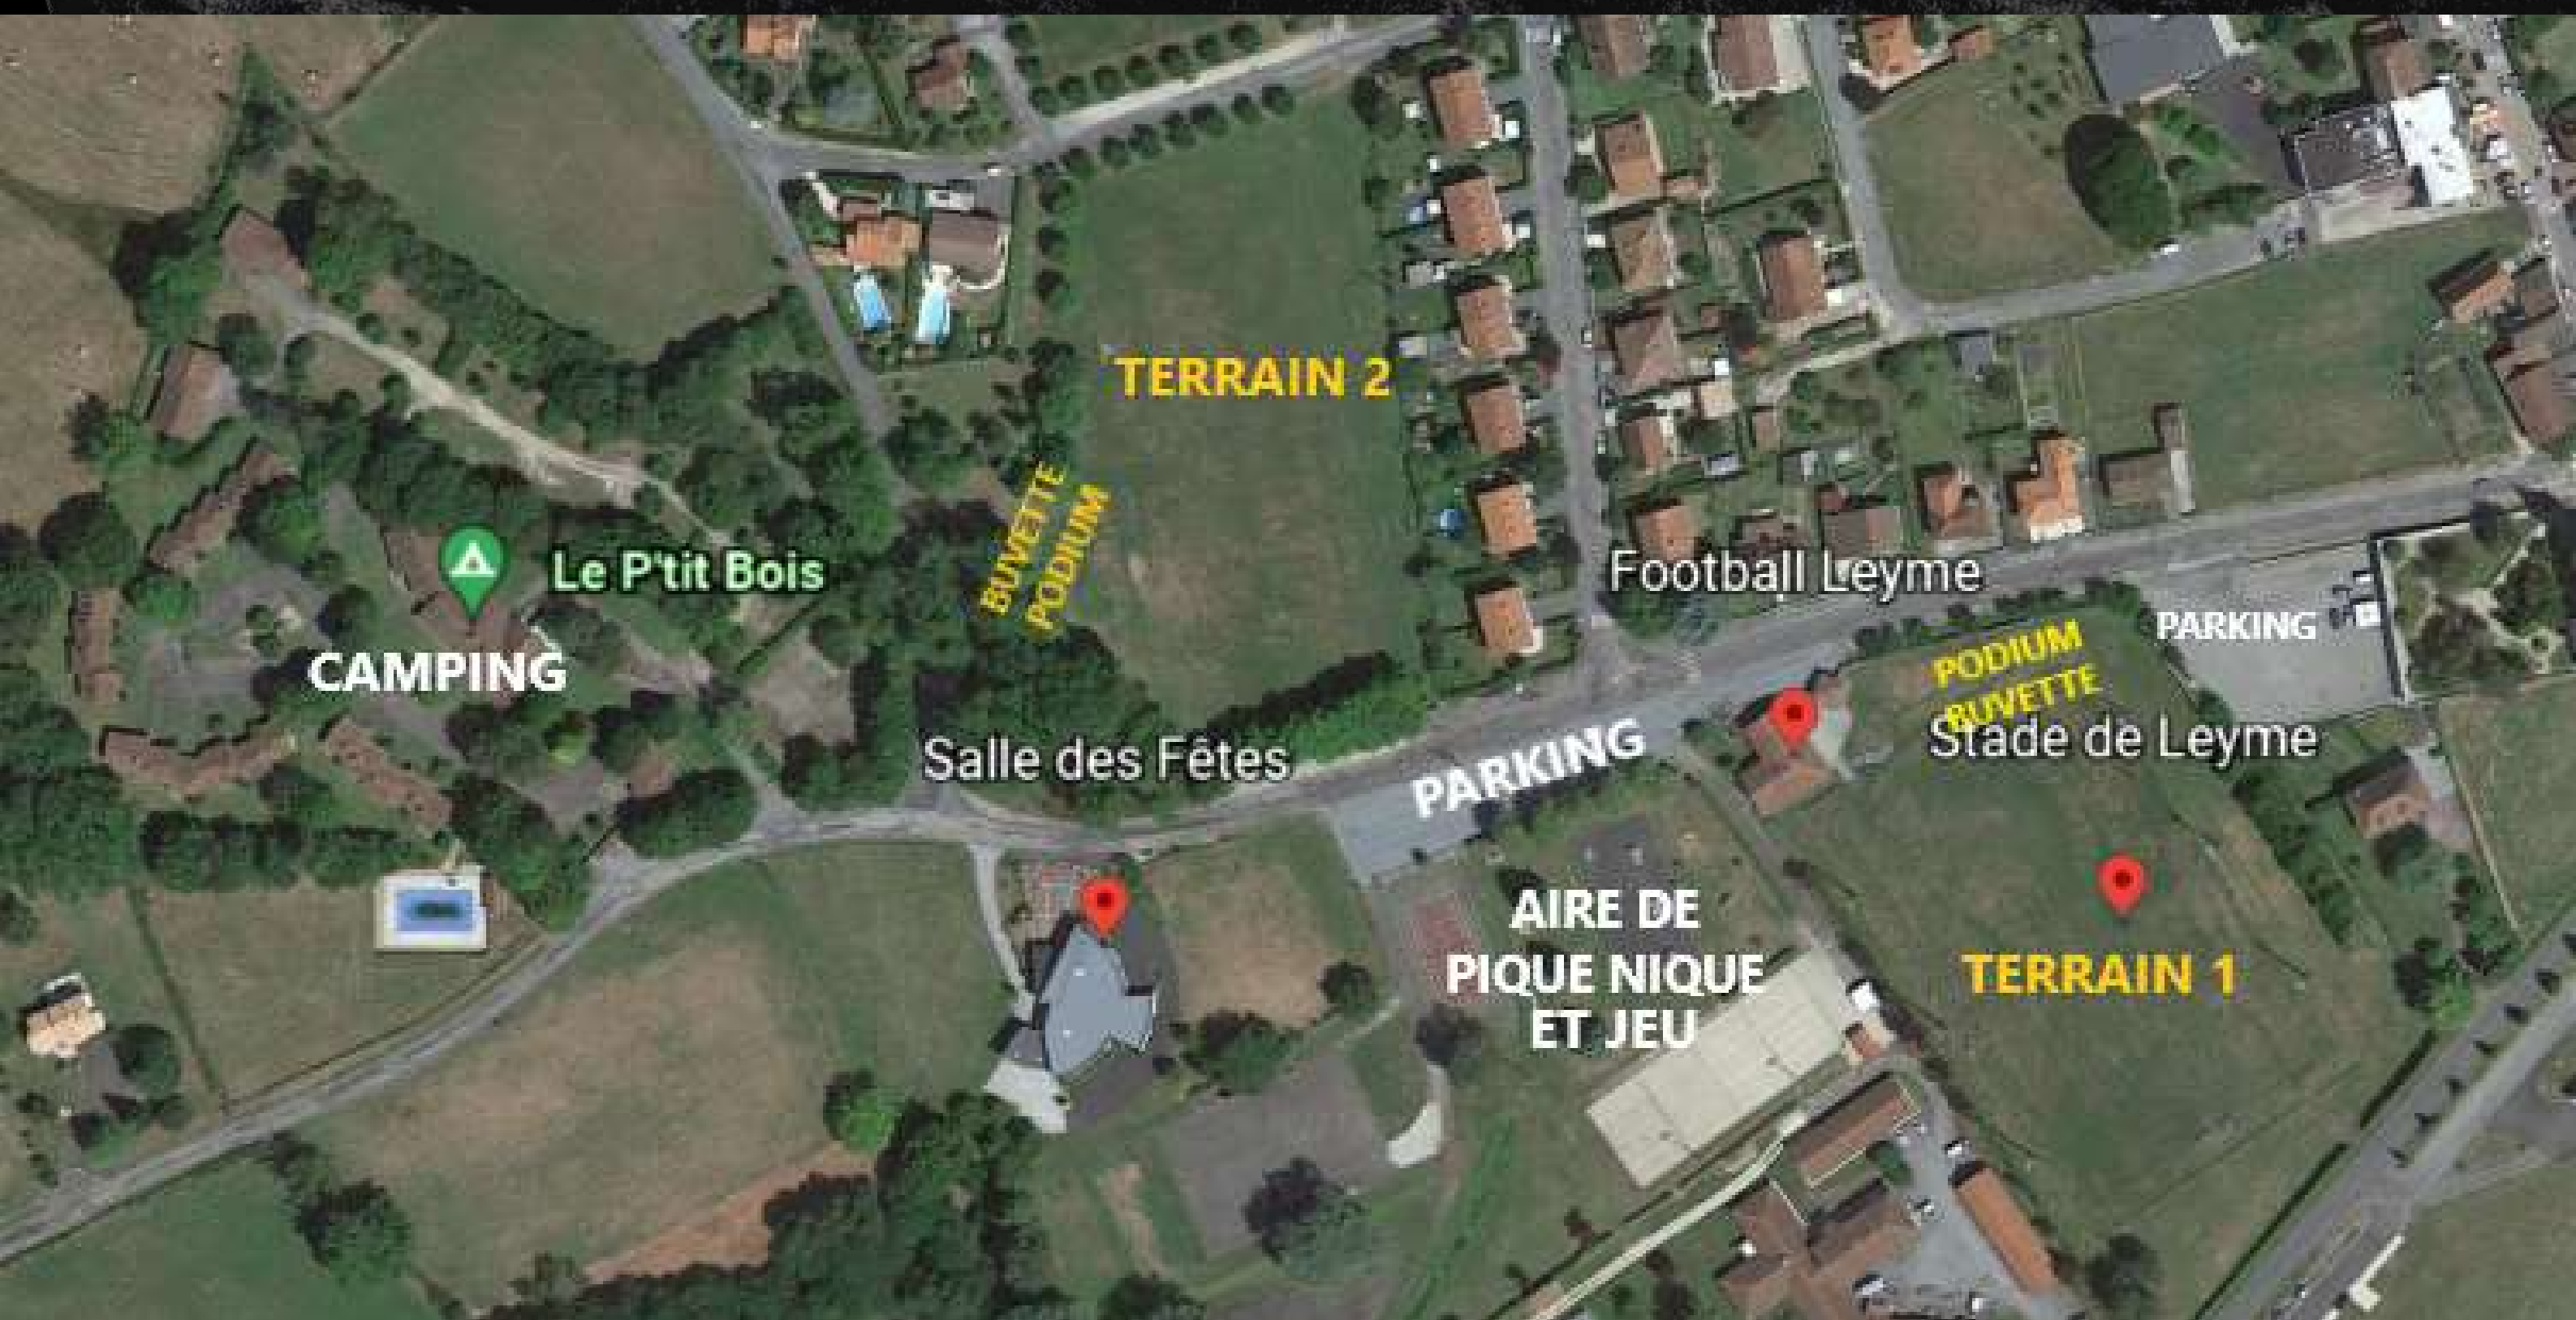 TERRAIN 2
BUVETTE
PODIUM
Le P'tit Bois
CAMPING
Football Leyme
PARKING
PODIUM
BUVETTE
Stade de Leyme
Salle des Fêtes
PARKING
AIRE DE
PIQUE NIQUE
ET JEU
TERRAIN 1